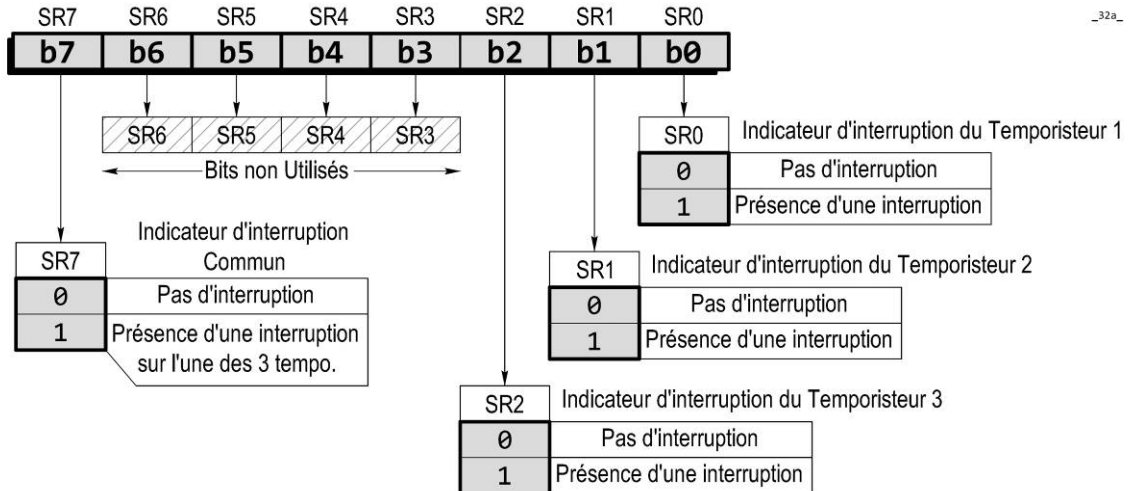 SR7 SR6 SR5 SR4 SR3 SR2 SR1 SR0
_32a_
b7 b6 b5 b4 b3 b2 b1 b0
SR6 SR5 SR4 SR3
Bits non Utilisés
SR0 Indicateur d'interruption du Temporisteur 1
0 Pas d'interruption
1 Présence d'une interruption
Indicateur d'interruption
Commun
SR7
0 Pas d'interruption
1 Présence d'une interruption
sur l'une des 3 tempo.
SR1 Indicateur d'interruption du Temporisteur 2
0 Pas d'interruption
1 Présence d'une interruption
SR2 Indicateur d'interruption du Temporisteur 3
0 Pas d'interruption
1 Présence d'une interruption